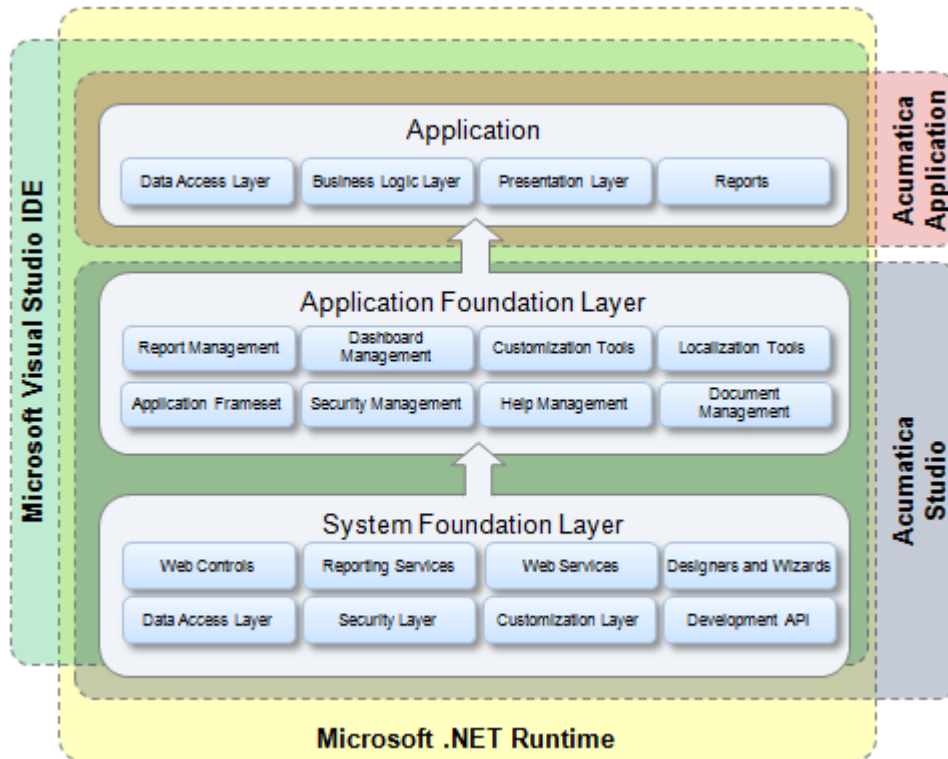 Application
Data Access Layer
Business Logic Layer
Presentation Layer
Reports
Application Foundation Layer
Report Management
Dashboard
Management
Customization Tools
Localization Tools
Application Frameset
Security Management
Help Management
Document
Management
System Foundation Layer
Web Controls
Reporting Services
Web Services
Designers and Wizards
Data Access Layer
Security Layer
Customization Layer
Development API
Microsoft .NET Runtime
Microsoft Visual Studio IDE
Acumatica
Application
Acumatica
Studio